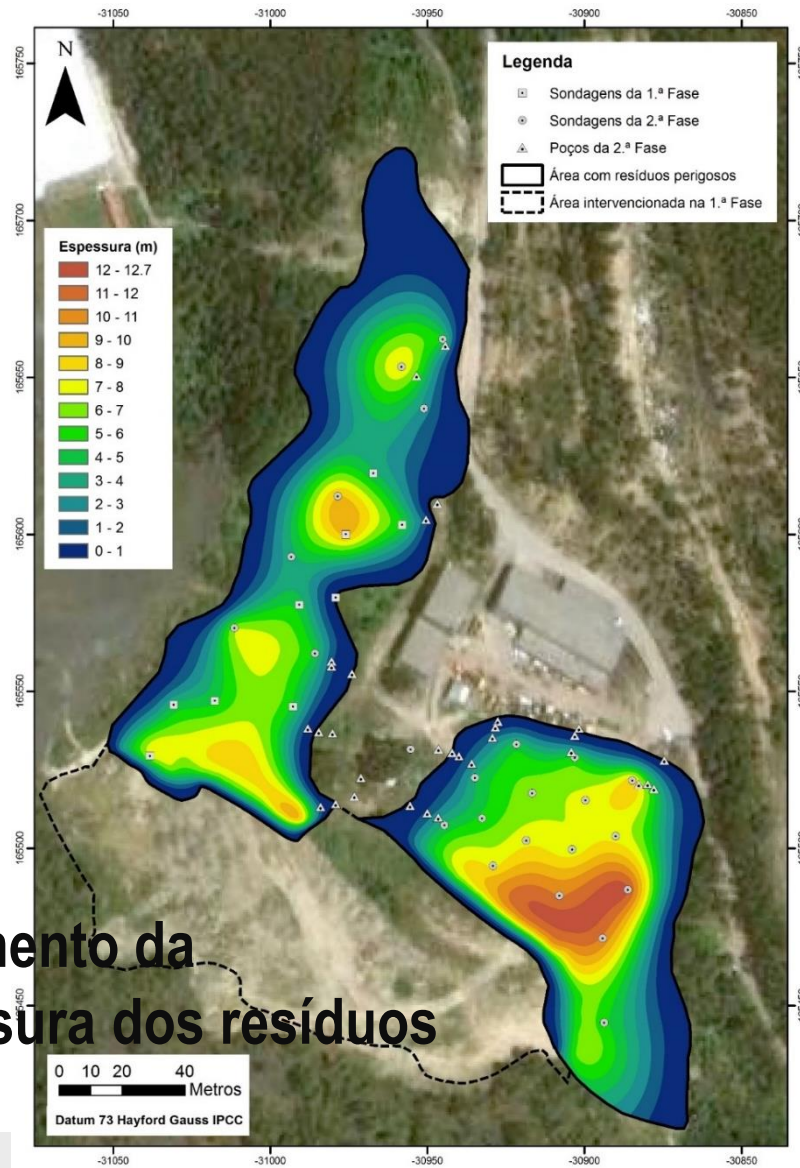 -31050 -31000 -30950 -30900 -30850
N
Legenda
Sondagens da 1.ª Fase
Sondagens da 2.ª Fase
Poços da 2.ª Fase
Área com resíduos perigosos
Área intervencionada na 1.ª Fase
165750
165700
165650
165600
165550
165500
Espessura (m)
12 - 12.7
11 - 12
10 - 11
9 - 10
8 - 9
7 - 8
6 - 7
5 - 6
4 - 5
3 - 4
2 - 3
1 - 2
0 - 1
mento da
sura dos resíduos
0 10 20 40
Metros
Datum 73 Hayford Gauss IPCC
-31050 -31000 -30950 -30900 -30850